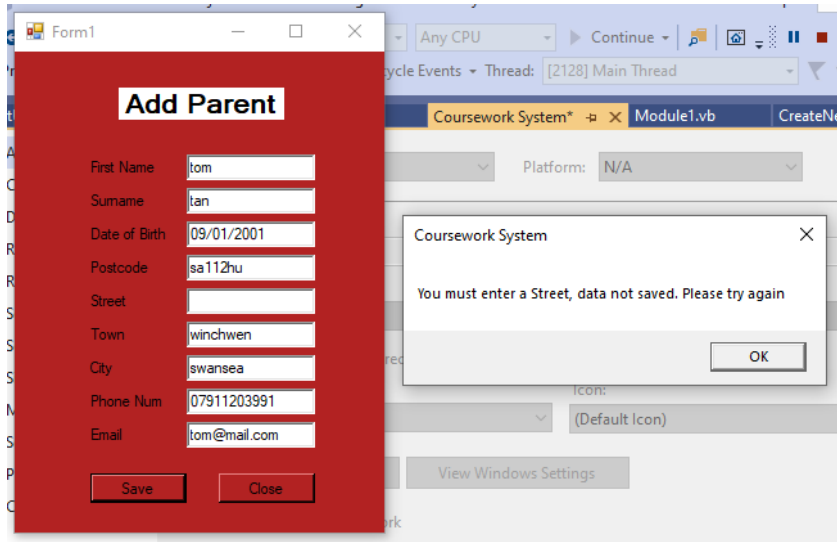 Form1
Any CPU
Continue
cycle Events
Thread:
[2128] Main Thread
Coursework System*
Module1.vb
CreateNe
Add Parent
Platform:
N/A
First Name
tom
Surname
tan
Date of Birth
09/01/2001
Coursework System
Postcode
sa112hu
You must enter a Street, data not saved. Please try again
Street
Town
winchwen
OK
City
swansea
Icon:
Phone Num
07911203991
(Default Icon)
Email
tom@mail.com
Save
Close
View Windows Settings